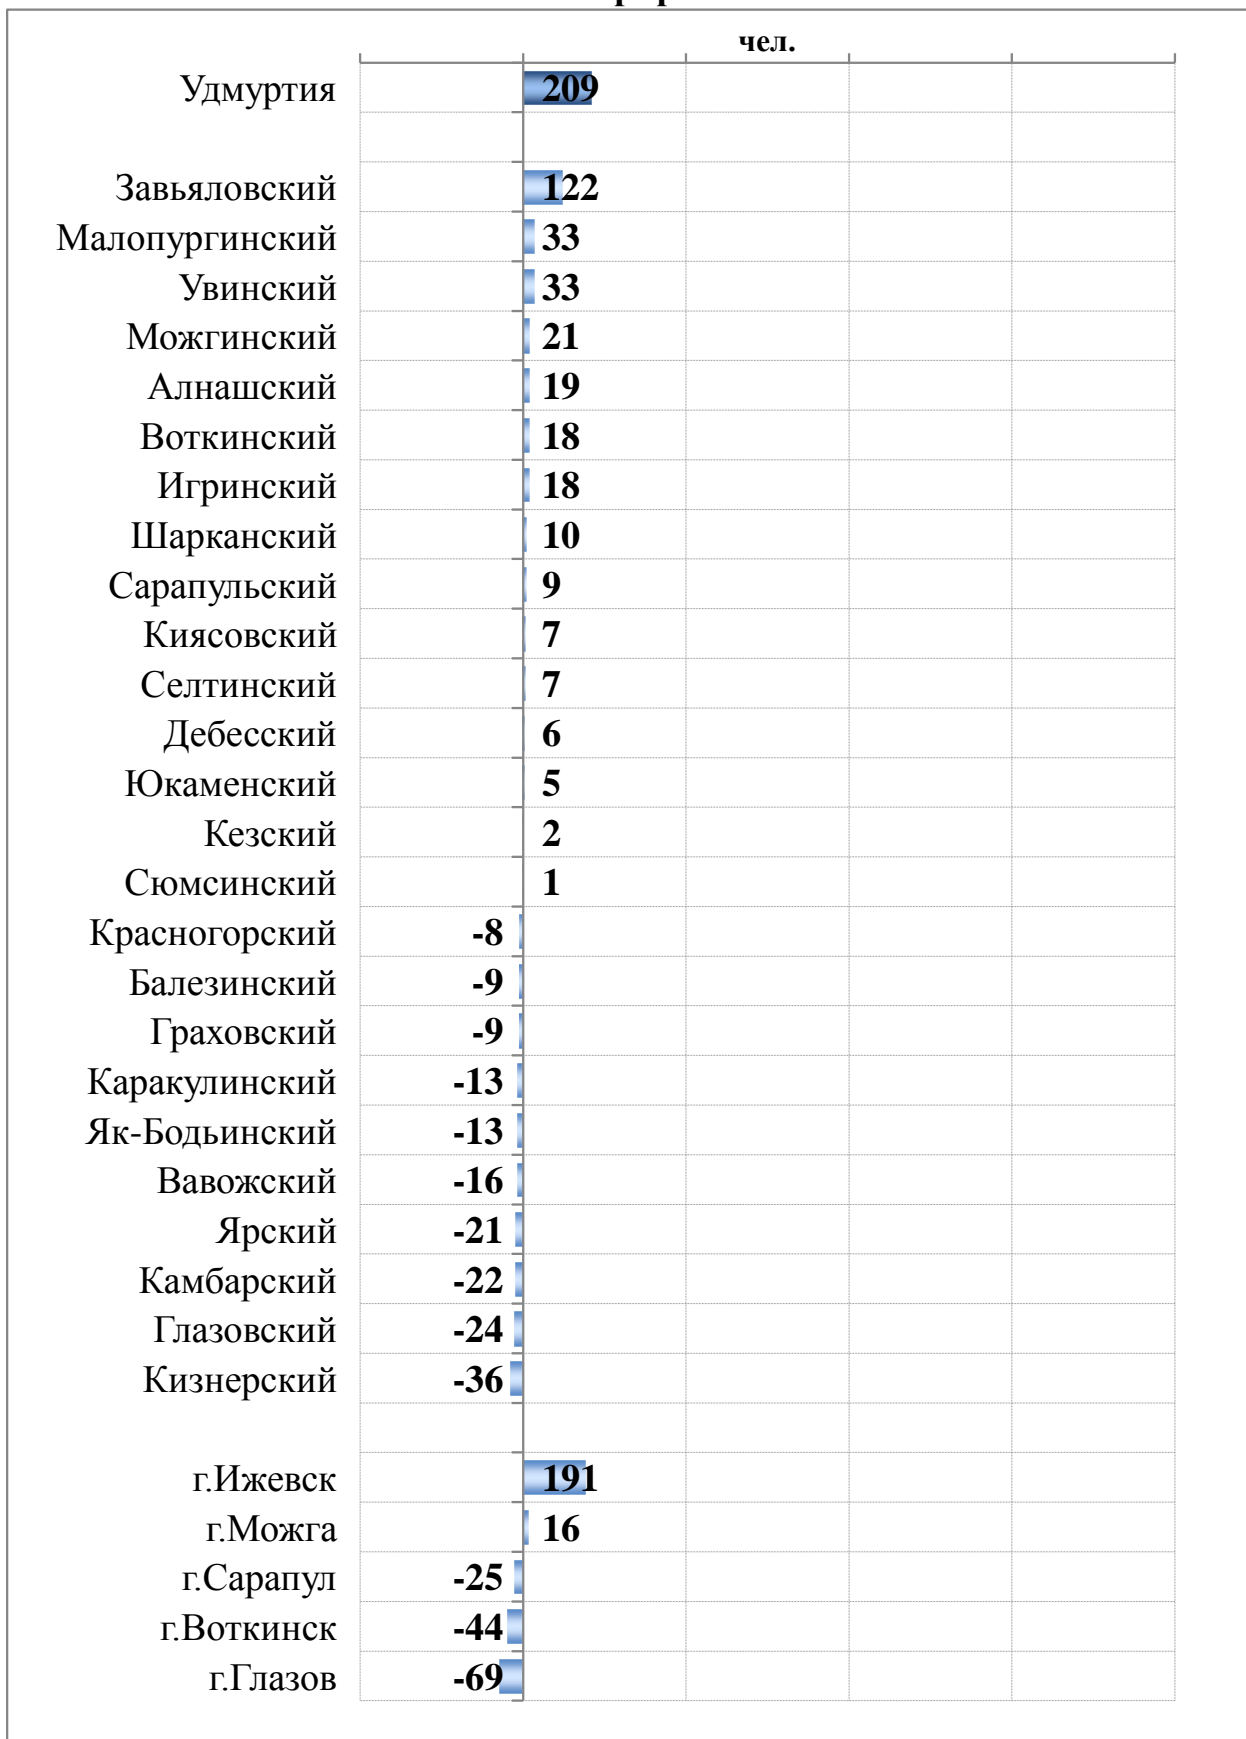 чел.
Удмуртия 209
Завьяловский 122
Малопургинский 33
Увинский 33
Можгинский 21
Алнашский 19
Воткинский 18
Игринский 18
Шарканский 10
Сарапульский 9
Киясовский 7
Селтинский 7
Дебесский 6
Юкаменский 5
Кезский 2
Сюмсинский 1
Красногорский -8
Балезинский -9
Граховский -9
Каракулинский -13
Як-Бодьинский -13
Вавожский -16
Ярский -21
Камбарский -22
Глазовский -24
Кизнерский -36
г.Ижевск 191
г.Можга 16
г.Сарапул -25
г.Воткинск -44
г.Глазов -69